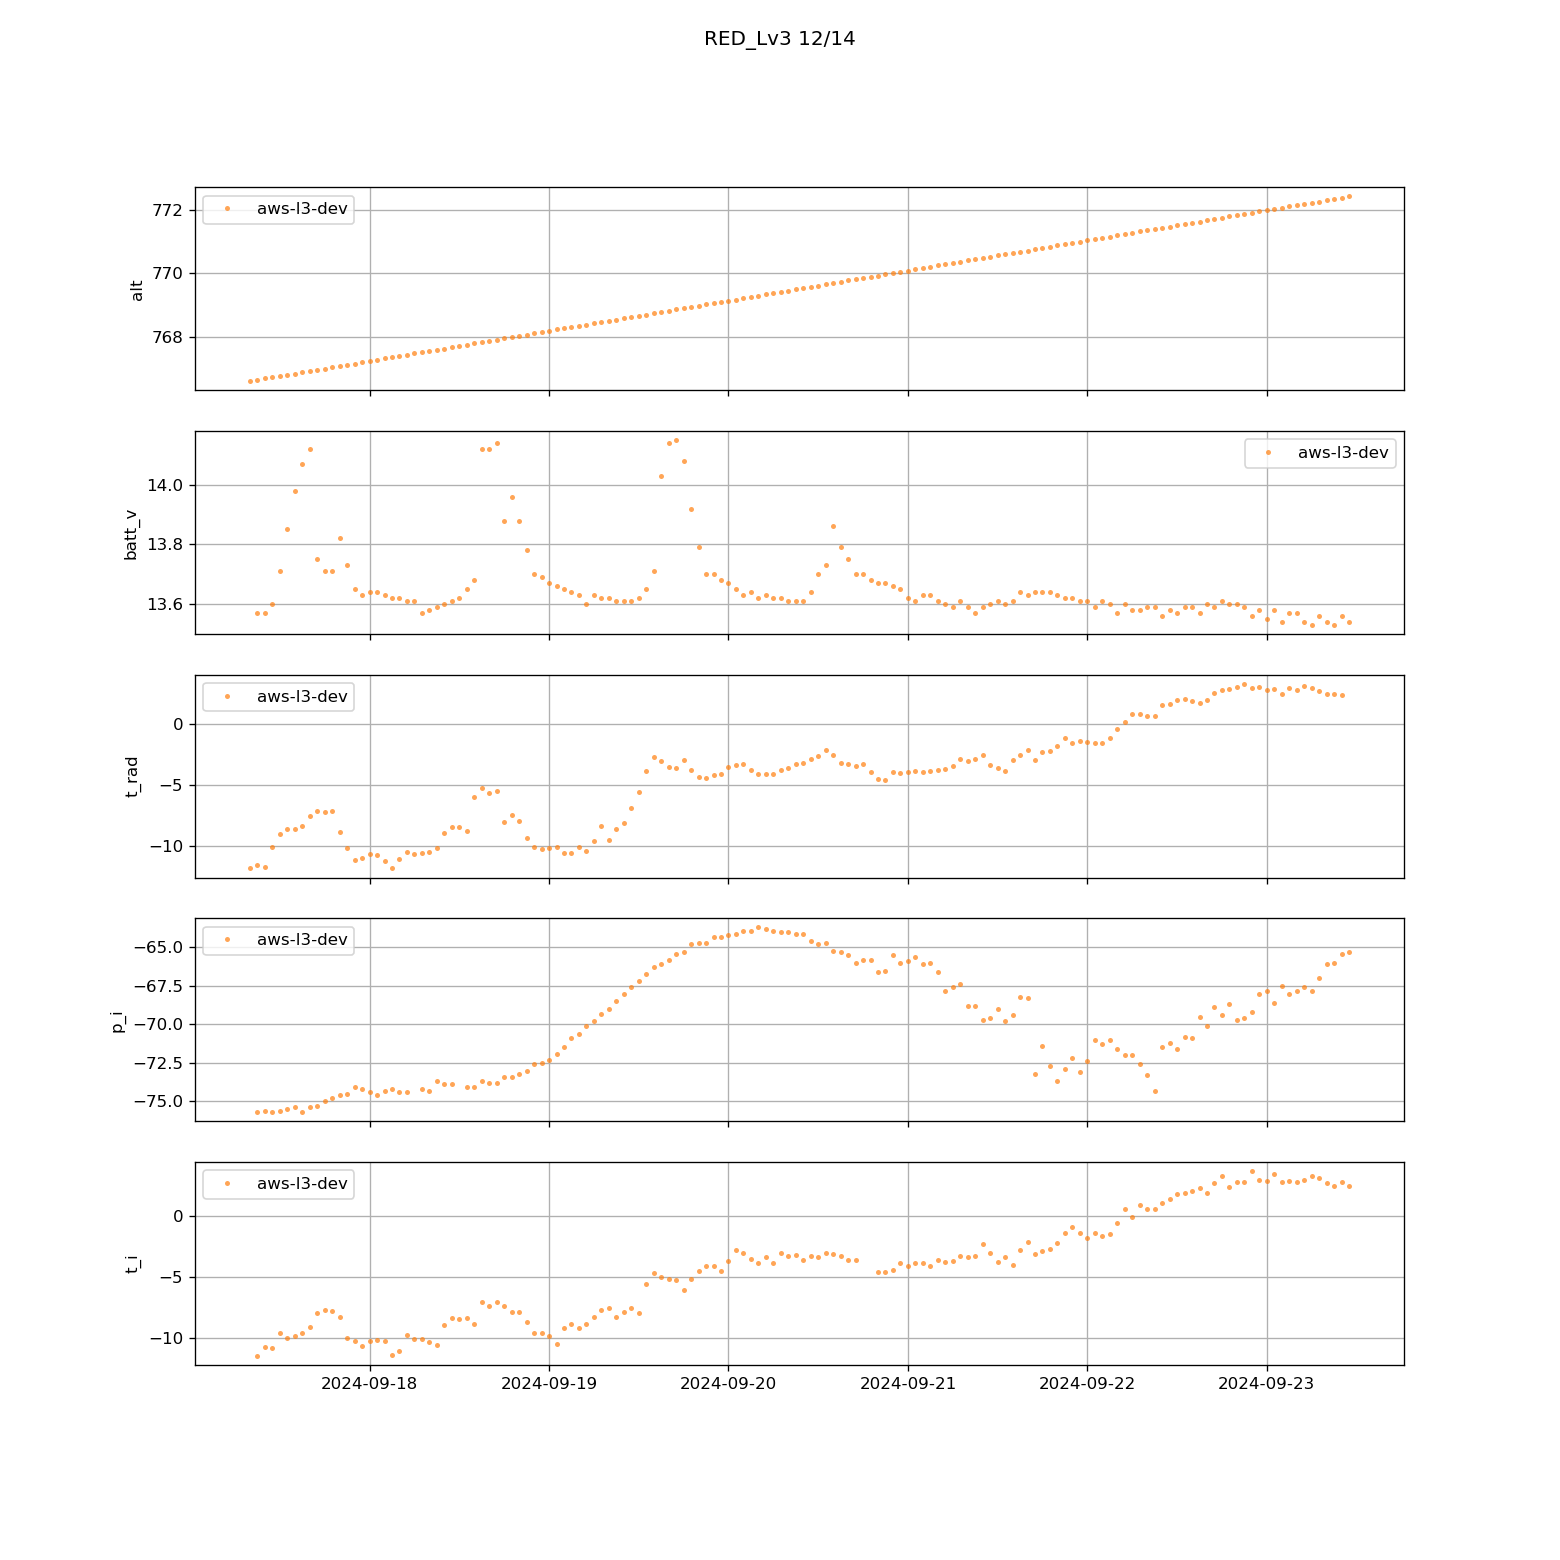 RED_Lv3 12/14
aws-l3-dev
772
770
768
alt
aws-l3-dev
14.0
13.8
13.6
batt_v
aws-l3-dev
0
−5
−10
t_rad
aws-l3-dev
−65.0
−67.5
−70.0
−72.5
−75.0
p_i
aws-l3-dev
0
−5
−10
t_i
2024-09-18 2024-09-19 2024-09-20 2024-09-21 2024-09-22 2024-09-23